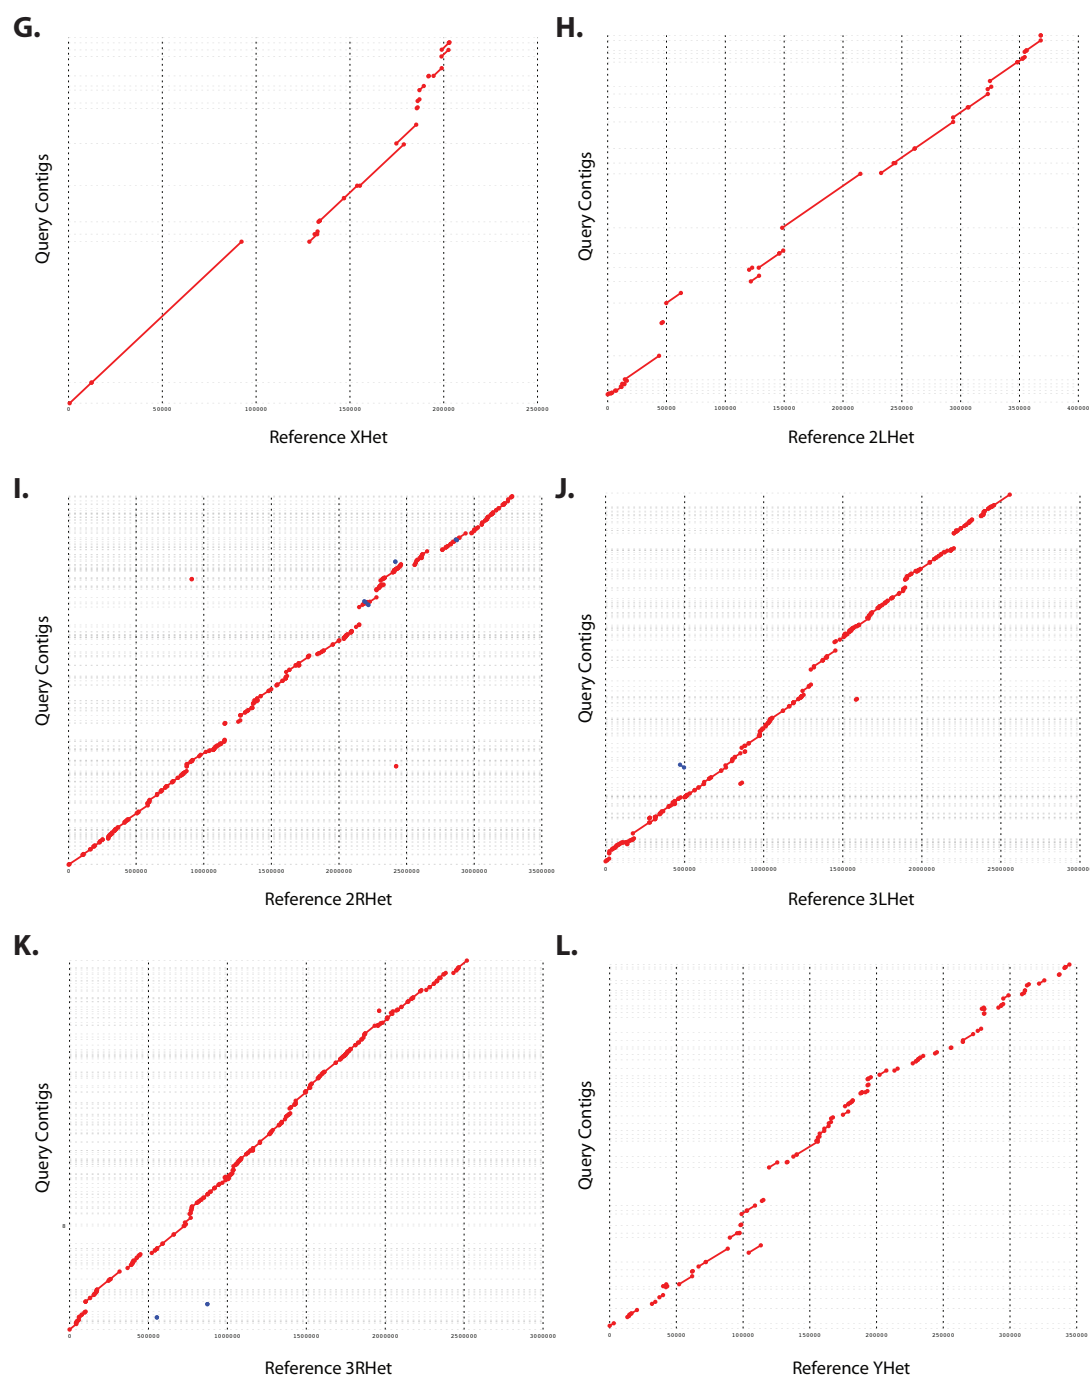 G.
Query Contigs
0 50000 100000 150000 200000 250000
Reference XHet
H.
Query Contigs
0 50000 100000 150000 200000 250000 300000 350000 400000
Reference 2LHet
I.
Query Contigs
0 500000 1000000 1500000 2000000 2500000 3000000 3500000
Reference 2RHet
J.
Query Contigs
0 500000 1000000 1500000 2000000 2500000 300000
Reference 3LHet
K.
Query Contigs
0 500000 1000000 1500000 2000000 2500000 3000000
Reference 3RHet
L.
Query Contigs
0 50000 100000 150000 200000 250000 300000 350000
Reference YHet